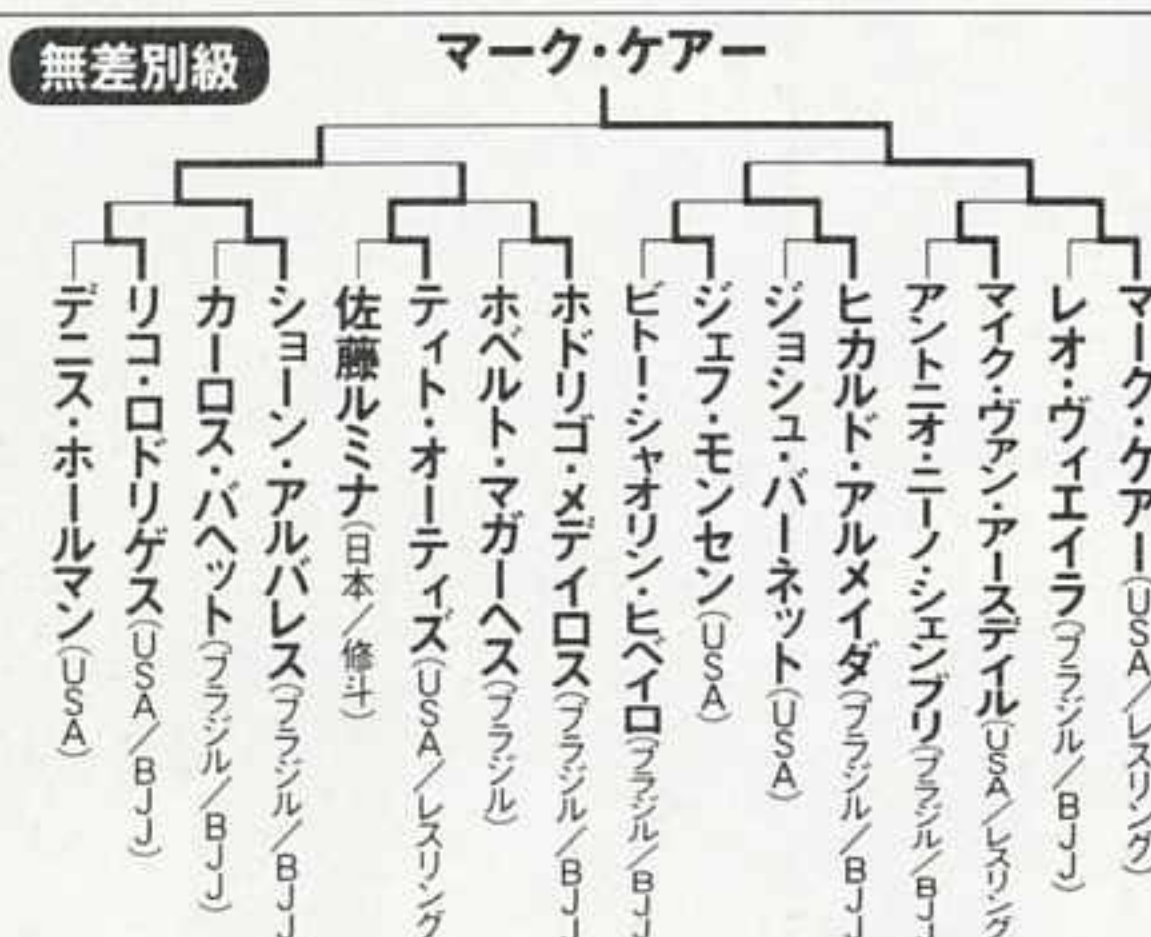 無差別級
マーク・ケアー
デニス・ホールマン(USA)
リコ・ロドリゲス(USA/BJJ)
カーロス・バヘット(ブラジル/BJJ)
ショーン・アルバレス(ブラジル/BJJ
佐藤ルミナ(日本/修斗)
ティト・オーティズ(USA/レスリング
ホベルト・マガーヘス(ブラジル)
ホドリゴ・メデイロス(ブラジル/BJJ
ビトー・シャオリン・ヒベイロ(ブラジル/BJJ
ジェフ・モンセン(USA)
ジョシュ・バーネット(USA)
ヒカルド・アルメイダ(ブラジル/BJJ
アントニオ・ニーノ・シェンブリ(ブラジル/BJJ
マイク・ヴァン・アースデイル(USA/レスリング
レオ・ヴィエイラ(ブラジル/BJJ)
マーク・ケアー(USA/レスリング)